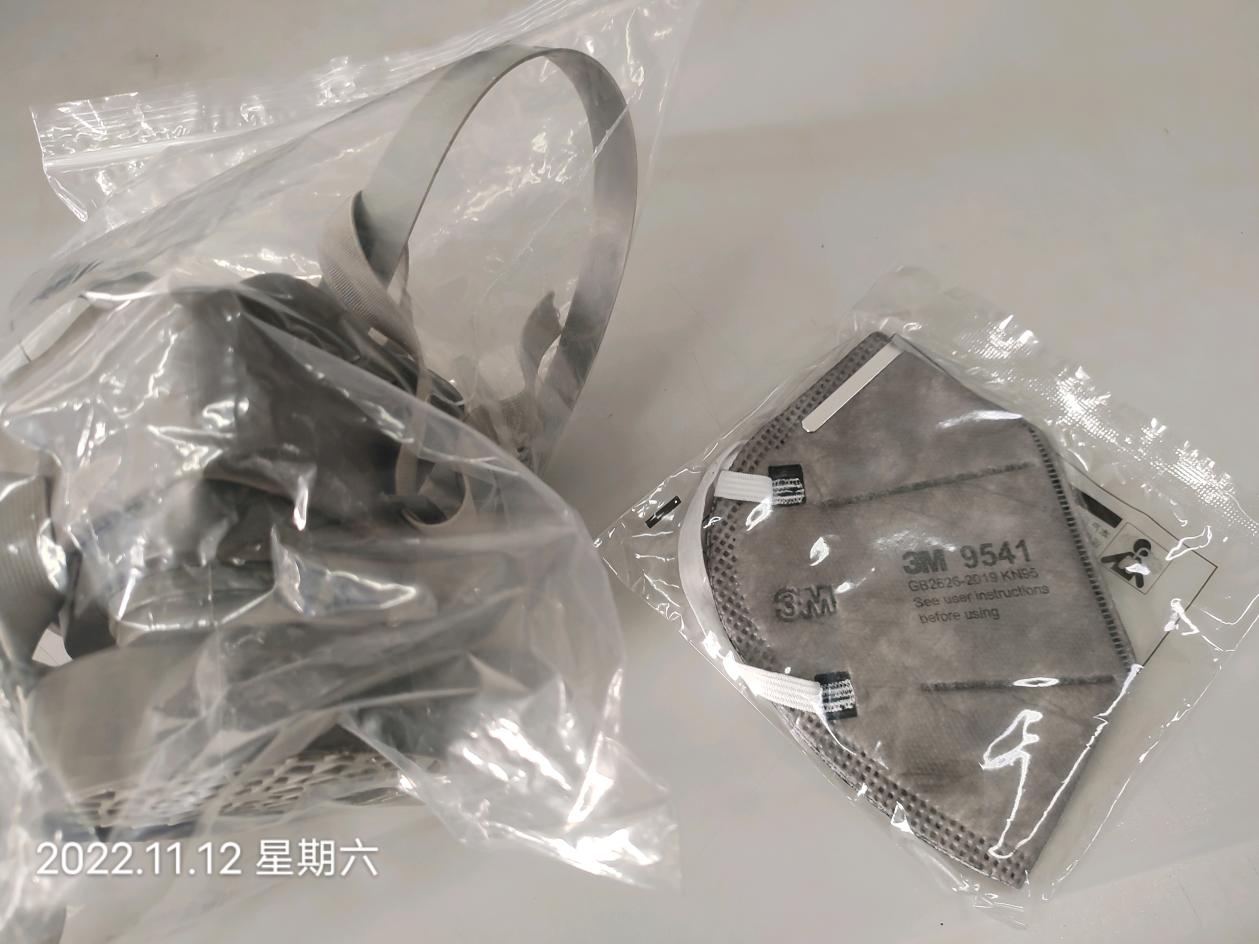 3M 9541
GB2626-2019 KN95
See user instructions
before using
3M
2022.11.12 星期六